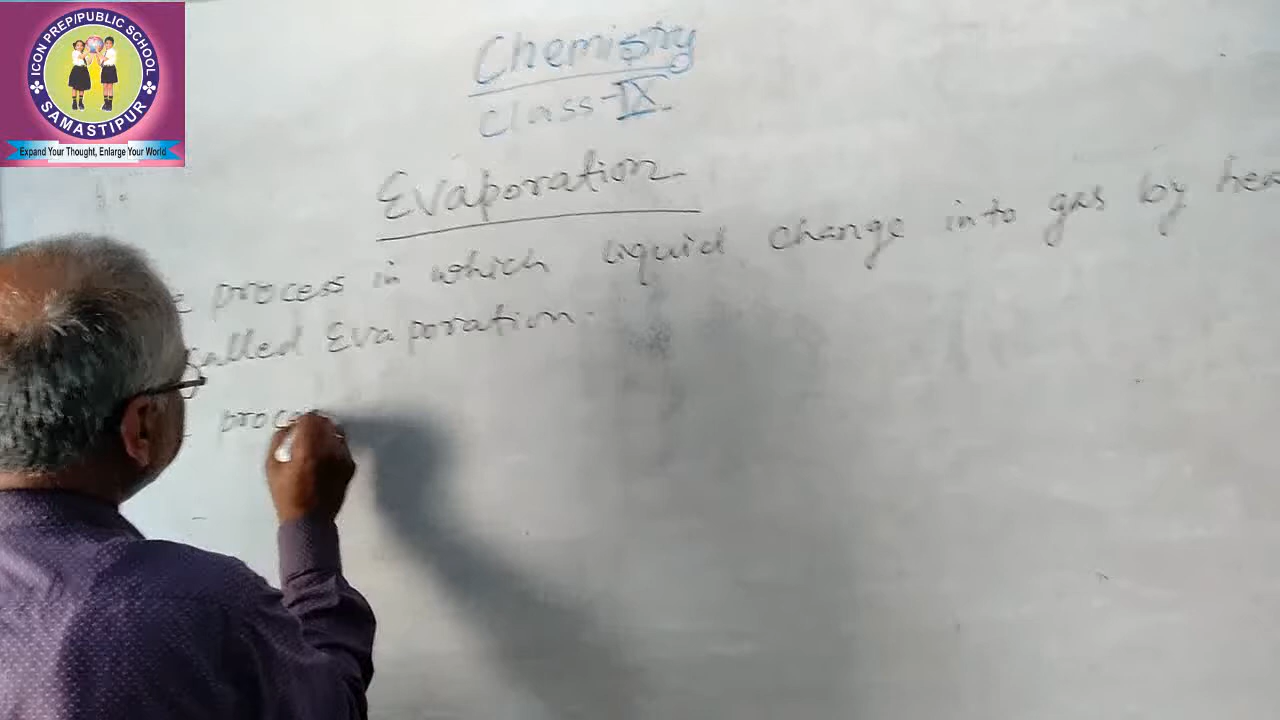 ICON PREP/PUBLIC SCHOOL
SAMASTIPUR
Expand Your Thought, Enlarge Your World
Chemistry
Class-IX
Evaporation
process in which liquid change into gas by
called Evaporation.